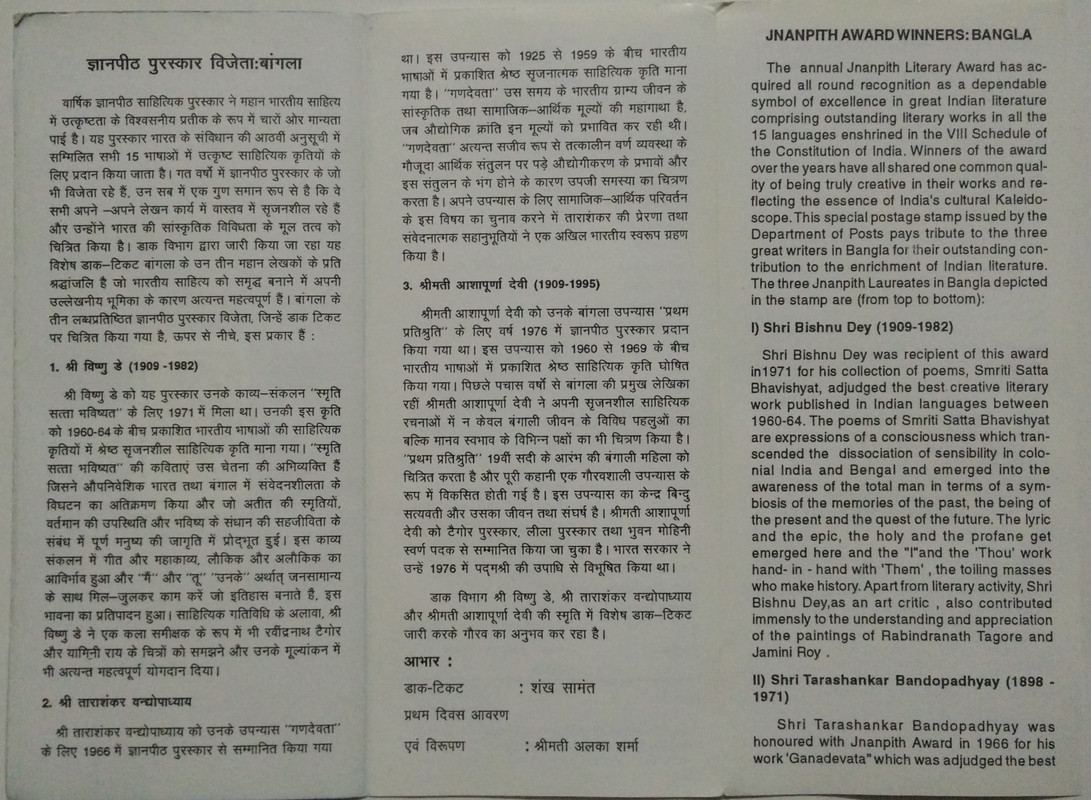 ज्ञानपीठ पुरस्कार विजेता:बांगला
वार्षिक ज्ञानपीठ साहित्यिक पुरस्कार ने महान भारतीय साहित्य
में उत्कृष्टता के विश्वसनीय प्रतीक के रूप में चारों ओर मान्यता
पाई है। यह पुरस्कार भारत के संविधान की आठवी अनुसूची में
सम्मिलित सभी 15 भाषाओं में उत्कृष्ट साहित्यिक कृतियों के
लिए प्रदान किया जाता है। गत वर्षों में ज्ञानपीठ पुरस्कार के जो
भी विजेता रहे हैं, उन सब में एक गुण समान रूप से है कि वे
सभी अपने –अपने लेखन कार्य में वास्तव में सृजनशील रहे हैं
और उन्होंने भारत की सांस्कृतिक विविधता के मूल तत्व को
चित्रित किया है। डाक विभाग द्वारा जारी किया जा रहा यह
विशेष डाक–टिकट बांगला के उन तीन महान लेखकों के प्रति
श्रद्धांजलि है जो भारतीय साहित्य को समृद्ध बनाने में अपनी
उल्लेखनीय भूमिका के कारण अत्यन्त महत्वपूर्ण हैं। बांगला के
तीन लब्धप्रतिष्ठित ज्ञानपीठ पुरस्कार विजेता, जिन्हें डाक टिकट
पर चित्रित किया गया है, ऊपर से नीचे, इस प्रकार हैं :
1. श्री विष्णु डे (1909 -1982)
श्री विष्णु डे को यह पुरस्कार उनके काव्य–संकलन "स्मृति
सत्ता भविष्यत" के लिए 1971 में मिला था। उनकी इस कृति
को 1960-64 के बीच प्रकाशित भारतीय भाषाओं की साहित्यिक
कृतियों में श्रेष्ठ सृजनशील साहित्यिक कृति माना गया। "स्मृति
सत्ता भविष्यत" की कविताएं उस चेतना की अभिव्यक्ति हैं
जिसने औपनिवेशिक भारत तथा बंगाल में संवेदनशीलता के
विघटन का अतिक्रमण किया और जो अतीत की स्मृतियों,
वर्तमान की उपस्थिति और भविष्य के संधान की सहजीविता के
संबंध में पूर्ण मनुष्य की जागृति में प्रोद्भूत हुई। इस काव्य
संकलन में गीत और महाकाव्य, लौकिक और अलौकिक का
आविर्भाव हुआ और "मैं" और "तू" "उनके" अर्थात् जनसामान्य
के साथ मिल–जुलकर काम करें जो इतिहास बनाते हैं, इस
भावना का प्रतिपादन हुआ। साहित्यिक गतिविधि के अलावा, श्री
विष्णु डे ने एक कला समीक्षक के रूप में भी रवींद्रनाथ टैगोर
और यामिनी राय के चित्रों को समझने और उनके मूल्यांकन में
भी अत्यन्त महत्वपूर्ण योगदान दिया।
2. श्री ताराशंकर वन्द्योपाध्याय
श्री ताराशंकर वन्द्योपाध्याय को उनके उपन्यास "गणदेवता"
के लिए 1966 में ज्ञानपीठ पुरस्कार से सम्मानित किया गया
था। इस उपन्यास को 1925 से 1959 के बीच भारतीय
भाषाओं में प्रकाशित श्रेष्ठ सृजनात्मक साहित्यिक कृति माना
गया है। "गणदेवता" उस समय के भारतीय ग्राम्य जीवन के
सांस्कृतिक तथा सामाजिक–आर्थिक मूल्यों की महागाथा है,
जब औद्योगिक क्रांति इन मूल्यों को प्रभावित कर रही थी।
"गणदेवता" अत्यन्त सजीव रूप से तत्कालीन वर्ण व्यवस्था के
मौजूदा आर्थिक संतुलन पर पड़े औद्योगीकरण के प्रभावों और
इस संतुलन के भंग होने के कारण उपजी समस्या का चित्रण
करता है। अपने उपन्यास के लिए सामाजिक–आर्थिक परिवर्तन
के इस विषय का चुनाव करने में ताराशंकर की प्रेरणा तथा
संवेदनात्मक सहानुभूतियों ने एक अखिल भारतीय स्वरूप ग्रहण
किया है।
3. श्रीमती आशापूर्णा देवी (1909-1995)
श्रीमती आशापूर्णा देवी को उनके बांगला उपन्यास "प्रथम
प्रतिश्रुति" के लिए वर्ष 1976 में ज्ञानपीठ पुरस्कार प्रदान
किया गया था। इस उपन्यास को 1960 से 1969 के बीच
भारतीय भाषाओं में प्रकाशित श्रेष्ठ साहित्यिक कृति घोषित
किया गया। पिछले पचास वर्षो से बांगला की प्रमुख लेखिका
रहीं श्रीमती आशापूर्णा देवी ने अपनी सृजनशील साहित्यिक
रचनाओं में न केवल बंगाली जीवन के विविध पहलुओं का
बल्कि मानव स्वभाव के विभिन्न पक्षों का भी चित्रण किया है।
"प्रथम प्रतिश्रुति" 19वीं सदी के आरंभ की बंगाली महिला को
चित्रित करता है और पूरी कहानी एक गौरवशाली उपन्यास के
रूप में विकसित होती गई है। इस उपन्यास का केन्द्र बिन्दु
सत्यवती और उसका जीवन तथा संघर्ष है। श्रीमती आशापूर्णा
देवी को टैगोर पुरस्कार, लीला पुरस्कार तथा भुवन मोहिनी
स्वर्ण पदक से सम्मानित किया जा चुका है। भारत सरकार ने
उन्हें 1976 में पद्मश्री की उपाधि से विभूषित किया था।
डाक विभाग श्री विष्णु डे, श्री ताराशंकर वन्द्योपाध्याय
और श्रीमती आशापूर्णा देवी की स्मृति में विशेष डाक–टिकट
जारी करके गौरव का अनुभव कर रहा है।
आभार :
डाक-टिकट : शंख सामंत
प्रथम दिवस आवरण
एवं विरूपण : श्रीमती अलका शर्मा
JNANPITH AWARD WINNERS: BANGLA
The annual Jnanpith Literary Award has ac-
quired all round recognition as a dependable
symbol of excellence in great Indian literature
comprising outstanding literary works in all the
15 languages enshrined in the VIII Schedule of
the Constitution of India. Winners of the award
over the years have all shared one common qual-
ity of being truly creative in their works and re-
flecting the essence of India's cultural Kaleido-
scope. This special postage stamp issued by the
Department of Posts pays tribute to the three
great writers in Bangla for their outstanding con-
tribution to the enrichment of Indian literature.
The three Jnanpith Laureates in Bangla depicted
in the stamp are (from top to bottom):
I) Shri Bishnu Dey (1909-1982)
Shri Bishnu Dey was recipient of this award
in1971 for his collection of poems, Smriti Satta
Bhavishyat, adjudged the best creative literary
work published in Indian languages between
1960-64. The poems of Smriti Satta Bhavishyat
are expressions of a consciousness which tran-
scended the dissociation of sensibility in colo-
nial India and Bengal and emerged into the
awareness of the total man in terms of a sym-
biosis of the memories of the past, the being of
the present and the quest of the future. The lyric
and the epic, the holy and the profane get
emerged here and the "I"and the 'Thou' work
hand- in - hand with 'Them' , the toiling masses
who make history. Apart from literary activity, Shri
Bishnu Dey,as an art critic , also contributed
immensely to the understanding and appreciation
of the paintings of Rabindranath Tagore and
Jamini Roy .
II) Shri Tarashankar Bandopadhyay (1898 -
1971)
Shri Tarashankar Bandopadhyay was
honoured with Jnanpith Award in 1966 for his
work 'Ganadevata" which was adjudged the best